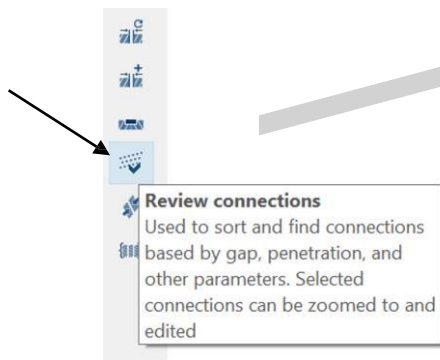 Review connections
Used to sort and find connections
based by gap, penetration, and
other parameters. Selected
connections can be zoomed to and
edited